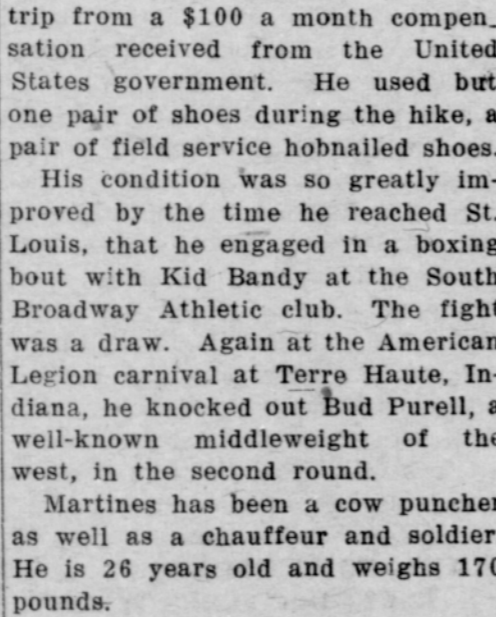 trip from a $100 a month compen-
sation received from the United
States government. He used but
one pair of shoes during the hike, a
pair of field service hobnailed shoes.
His condition was so greatly im-
proved by the time he reached St.
Louis, that he engaged in a boxing
bout with Kid Bandy at the South
Broadway Athletic club. The fight
was a draw. Again at the American
Legion carnival at Terre Haute, In-
diana, he knocked out Bud Purell, a
well-known middleweight of the
west, in the second round.
Martines has been a cow puncher
as well as a chauffeur and soldier
He is 26 years old and weighs 170
pounds.